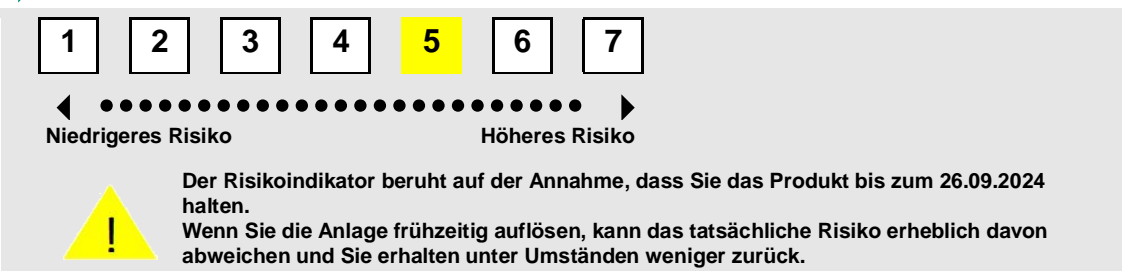 1 2 3 4 5 6 7
Niedrigeres Risiko Höheres Risiko
Der Risikoindikator beruht auf der Annahme, dass Sie das Produkt bis zum 26.09.2024
halten.
! Wenn Sie die Anlage frühzeitig auflösen, kann das tatsächliche Risiko erheblich davon
abweichen und Sie erhalten unter Umständen weniger zurück.